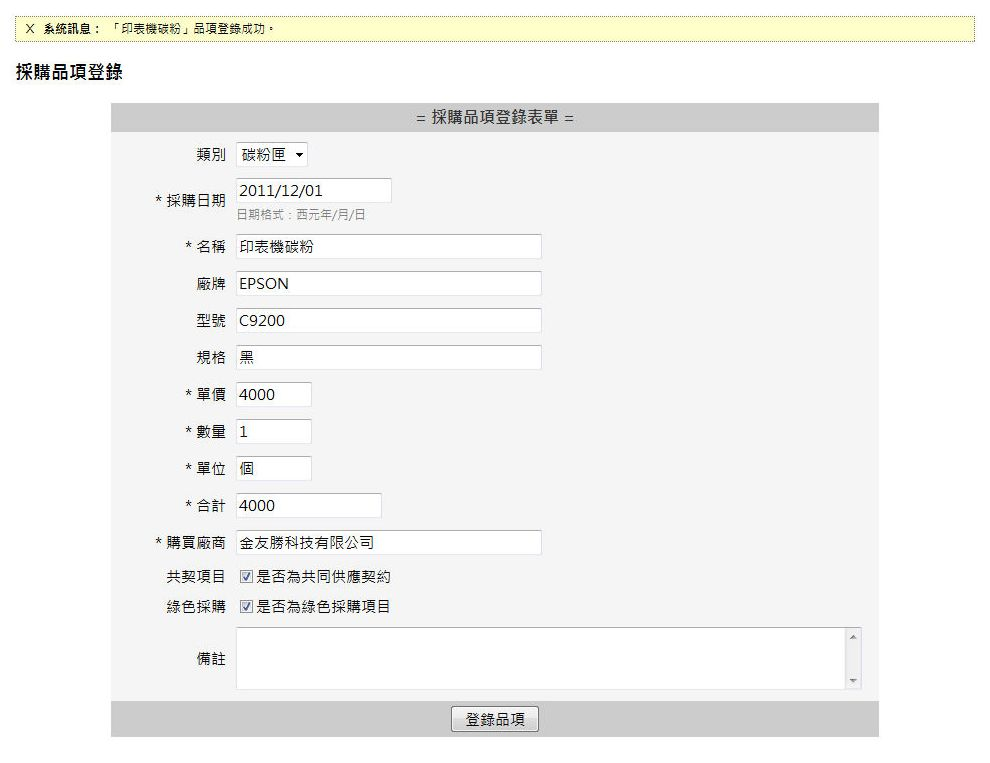 X 系統訊息： 「印表機碳粉」品項登錄成功。
採購品項登錄
= 採購品項登錄表單 =
類別 碳粉匣
* 採購日期 2011/12/01
日期格式：西元年/月/日
* 名稱 印表機碳粉
廠牌 EPSON
型號 C9200
規格 黑
* 單價 4000
* 數量 1
* 單位 個
* 合計 4000
* 購買廠商 金友勝科技有限公司
共契項目 是否為共同供應契約
綠色採購 是否為綠色採購項目
備註
登錄品項